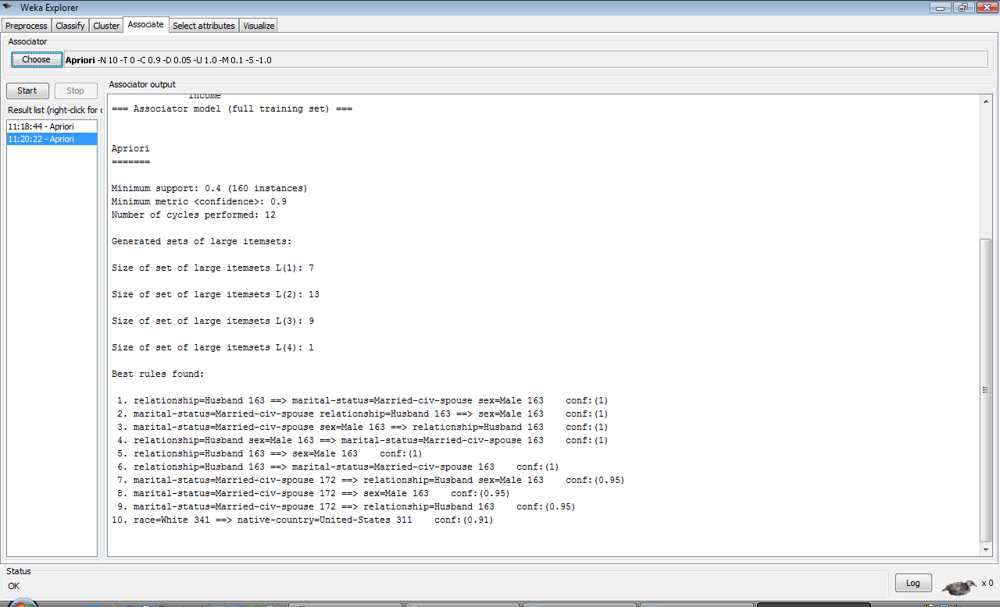 Weka Explorer
Preprocess Classify Cluster Associate Select attributes Visualize
Associator
Choose Apriori -N 10 -T 0 -C 0.9 -D 0.05 -U 1.0 -M 0.1 -S -1.0
Start Stop
Result list (right-click for
11:18:44 - Apriori
11:20:22 - Apriori
Associator output
income
=== Associator model (full training set) ===
Apriori
=======
Minimum support: 0.4 (160 instances)
Minimum metric <confidence>: 0.9
Number of cycles performed: 12
Generated sets of large itemsets:
Size of set of large itemsets L(1): 7
Size of set of large itemsets L(2): 13
Size of set of large itemsets L(3): 9
Size of set of large itemsets L(4): 1
Best rules found:
1. relationship=Husband 163 ==> marital-status=Married-civ-spouse sex=Male 163 conf:(1)
2. marital-status=Married-civ-spouse relationship=Husband 163 ==> sex=Male 163 conf:(1)
3. marital-status=Married-civ-spouse sex=Male 163 ==> relationship=Husband 163 conf:(1)
4. relationship=Husband sex=Male 163 ==> marital-status=Married-civ-spouse 163 conf:(1)
5. relationship=Husband 163 ==> sex=Male 163 conf:(1)
6. relationship=Husband 163 ==> marital-status=Married-civ-spouse 163 conf:(1)
7. marital-status=Married-civ-spouse 172 ==> relationship=Husband sex=Male 163 conf:(0.95)
8. marital-status=Married-civ-spouse 172 ==> sex=Male 163 conf:(0.95)
9. marital-status=Married-civ-spouse 172 ==> relationship=Husband 163 conf:(0.95)
10. race=White 341 ==> native-country=United-States 311 conf:(0.91)
Status
OK
Log
x 0